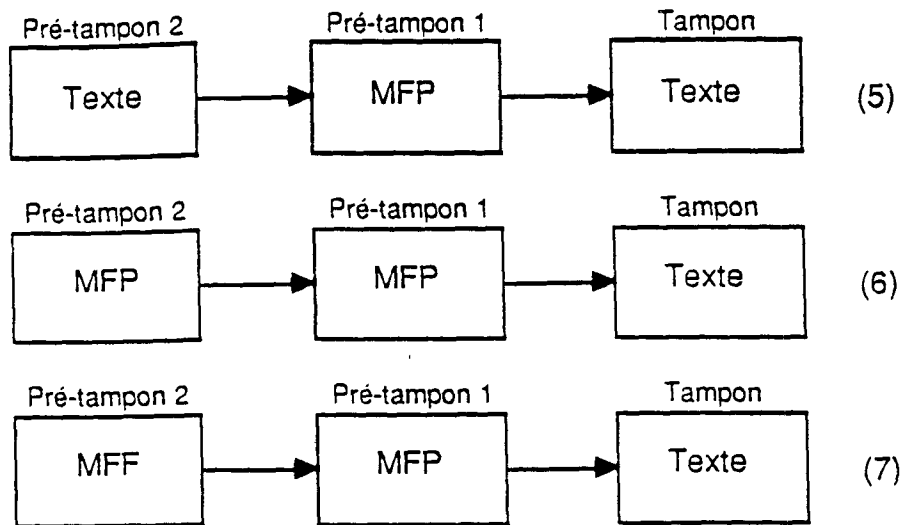 Pré-tampon 2 Pré-tampon 1 Tampon
Texte MFP Texte (5)
Pré-tampon 2 Pré-tampon 1 Tampon
MFP MFP Texte (6)
Pré-tampon 2 Pré-tampon 1 Tampon
MFF MFP Texte (7)